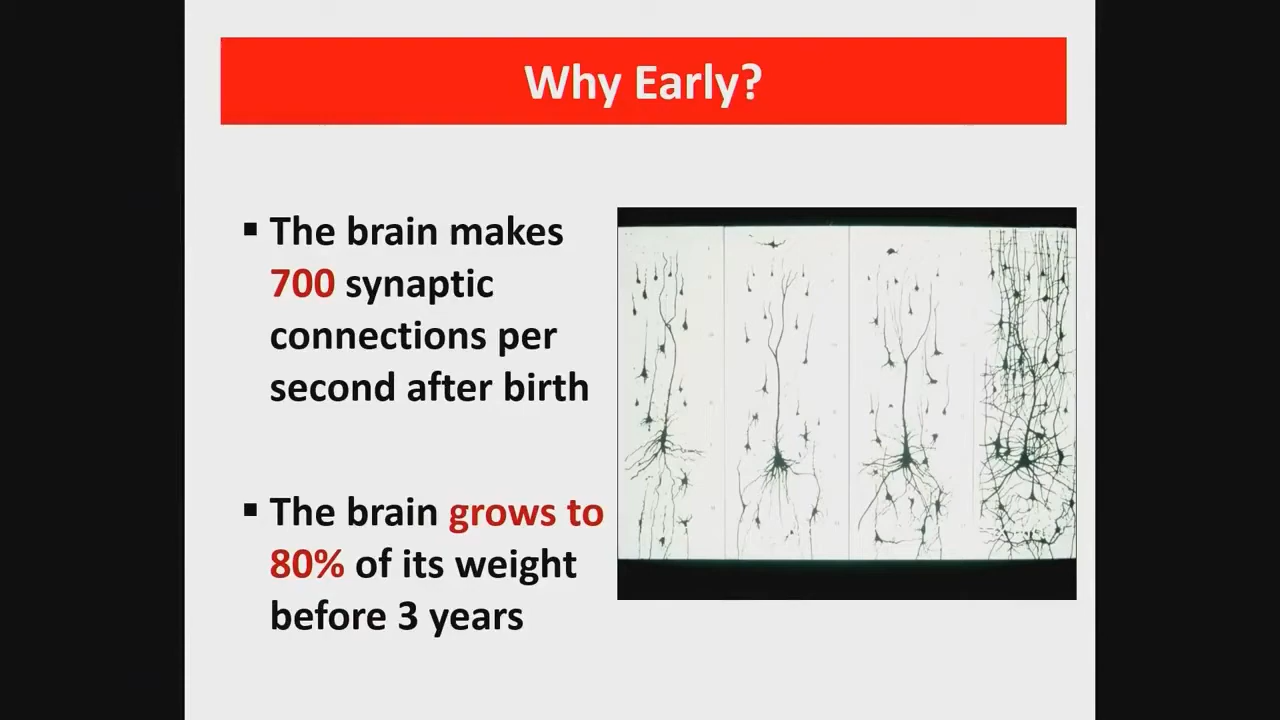 Why Early?
▪ The brain makes
700 synaptic
connections per
second after birth
▪ The brain grows to
80% of its weight
before 3 years